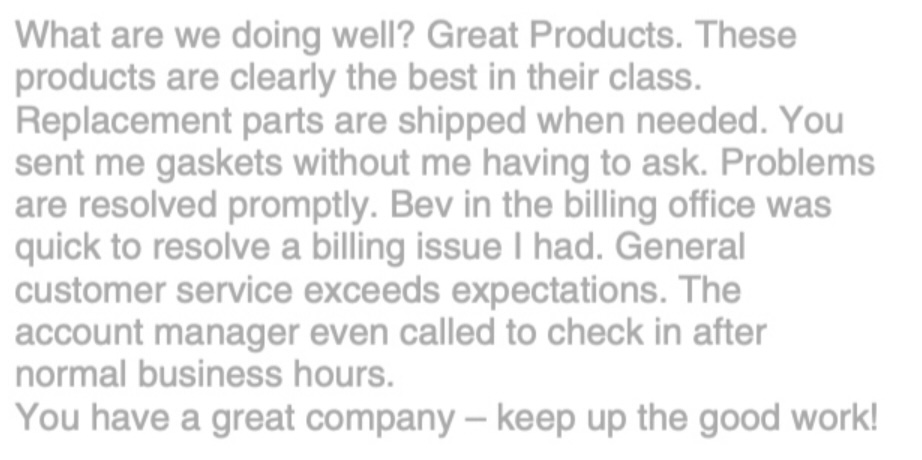 What are we doing well? Great Products. These
products are clearly the best in their class.
Replacement parts are shipped when needed. You
sent me gaskets without me having to ask. Problems
are resolved promptly. Bev in the billing office was
quick to resolve a billing issue I had. General
customer service exceeds expectations. The
account manager even called to check in after
normal business hours.
You have a great company – keep up the good work!